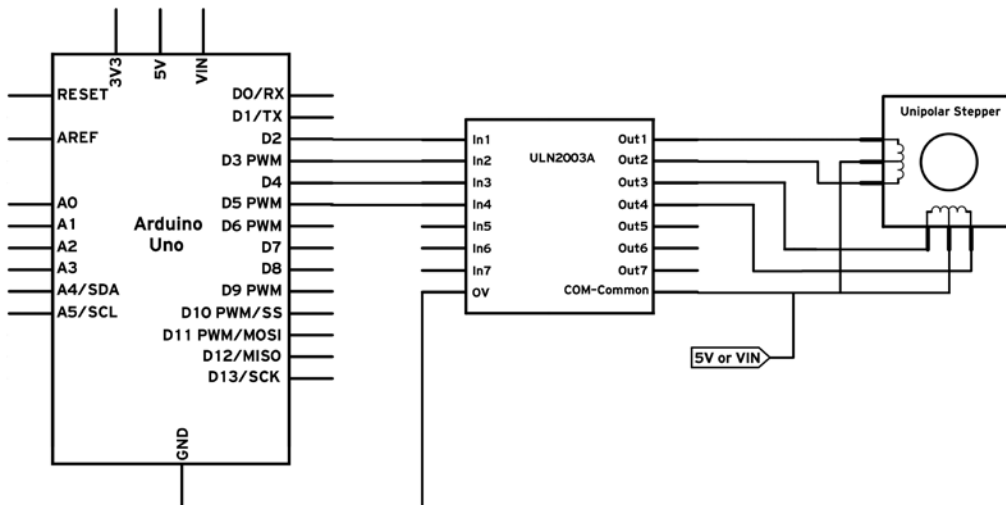 3V3
5V
VIN
RESET
AREF
A0
A1
A2
A3
A4/SDA
A5/SCL
Arduino
Uno
D0/RX
D1/TX
D2
D3 PWM
D4
D5 PWM
D6 PWM
D7
D8
D9 PWM
D10 PWM/SS
D11 PWM/MOSI
D12/MISO
D13/SCK
GND
In1
In2
In3
In4
In5
In6
In7
0V
ULN2003A
Out1
Out2
Out3
Out4
Out5
Out6
Out7
COM-Common
5V or VIN
Unipolar Stepper